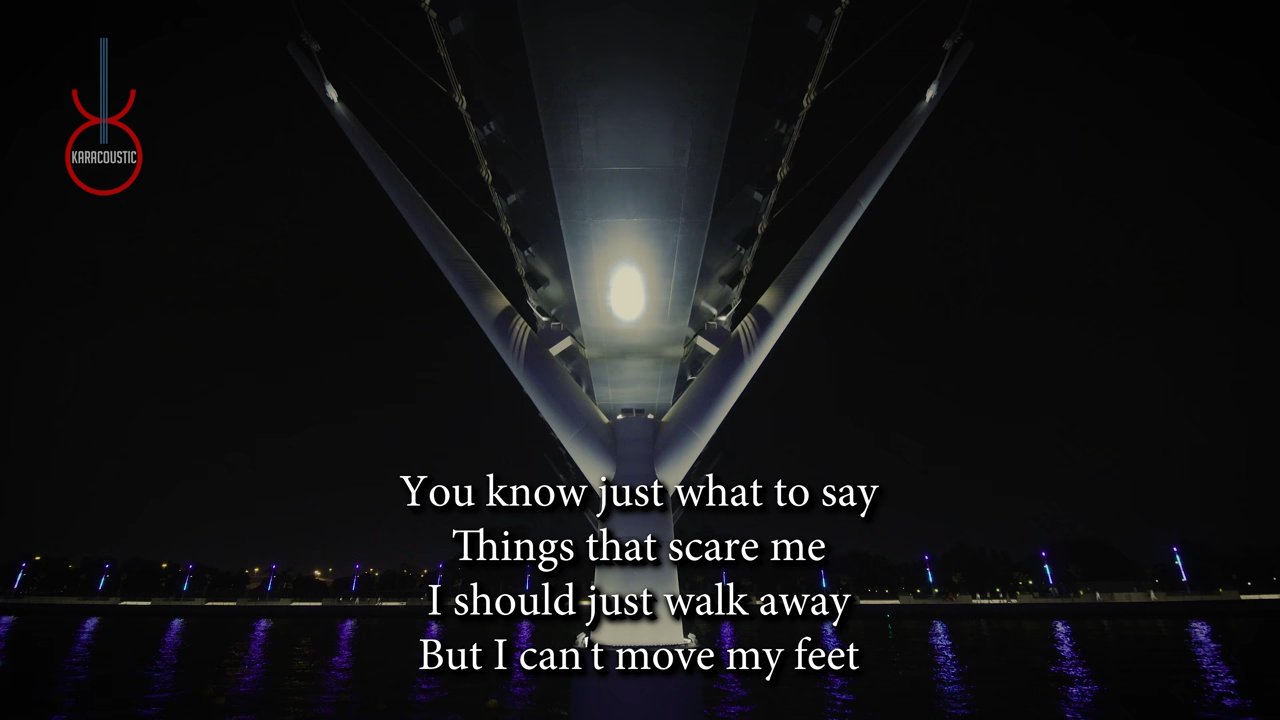 KARACOUSTIC
You know just what to say
Things that scare me
I should just walk away
But I can't move my feet